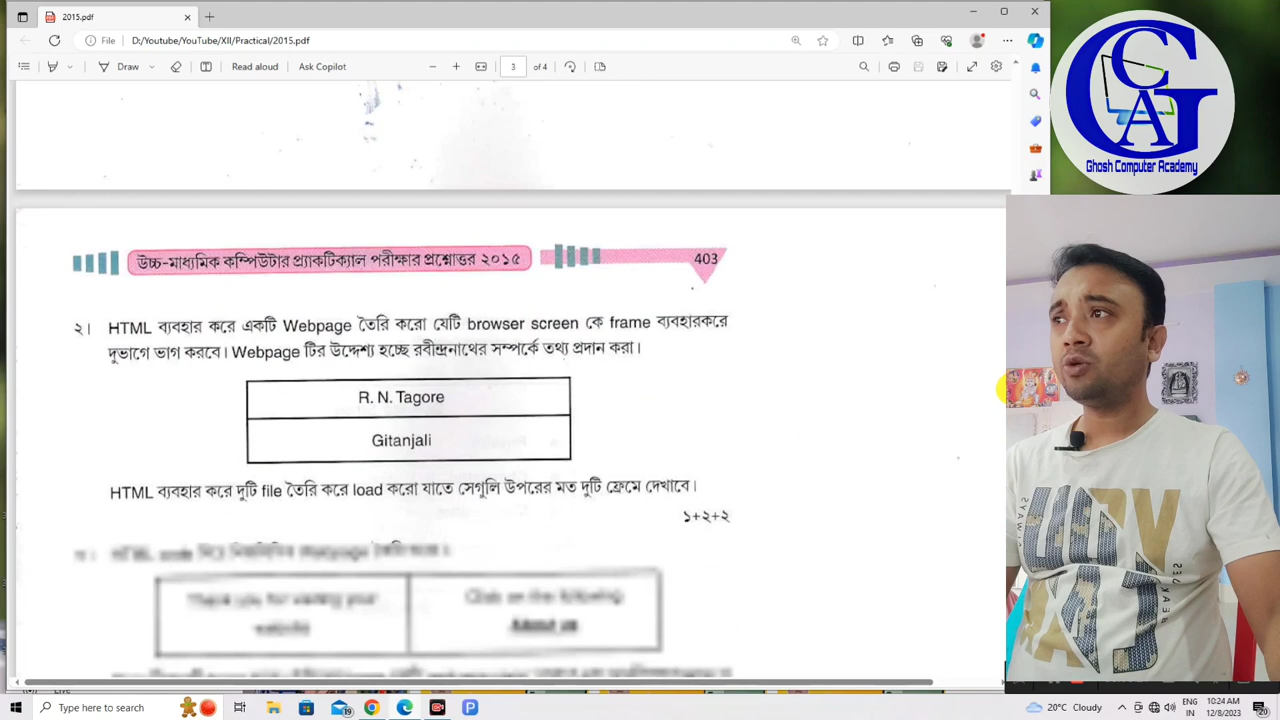 2015.pdf
File
D:/Youtube/YouTube/XII/Practical/2015.pdf
Draw
Read aloud
Ask Copilot
3
of 4
GCA
Ghosh Computer Academy
উচ্চ-মাধ্যমিক কম্পিউটার প্র্যাকটিক্যাল পরীক্ষার প্রশ্নোত্তর ২০১৫
403
২। HTML ব্যবহার করে একটি Webpage তৈরি করো যেটি browser screen কে frame ব্যবহারকরে
দুভাগে ভাগ করবে। Webpage টির উদ্দেশ্য হচ্ছে রবীন্দ্রনাথের সম্পর্কে তথ্য প্রদান করা।
R. N. Tagore
Gitanjali
HTML ব্যবহার করে দুটি file তৈরি করে load করো যাতে সেগুলি উপরের মত দুটি ফ্রেমে দেখাবে।
১+২+২
Type here to search
19
20°C Cloudy
ENG
IN
10:24 AM
12/8/2023
20